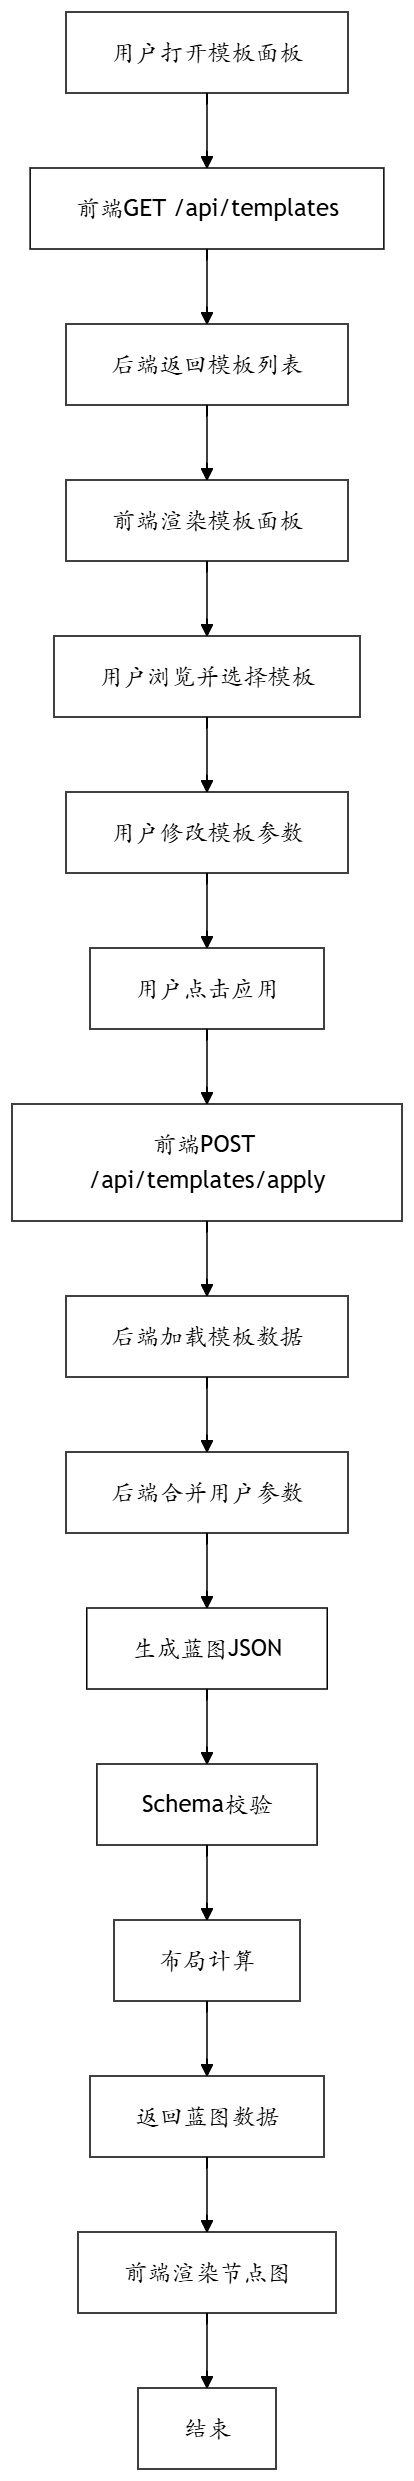 用户打开模板面板
前端GET /api/templates
后端返回模板列表
前端渲染模板面板
用户浏览并选择模板
用户修改模板参数
用户点击应用
前端POST
/api/templates/apply
后端加载模板数据
后端合并用户参数
生成蓝图JSON
Schema校验
布局计算
返回蓝图数据
前端渲染节点图
结束